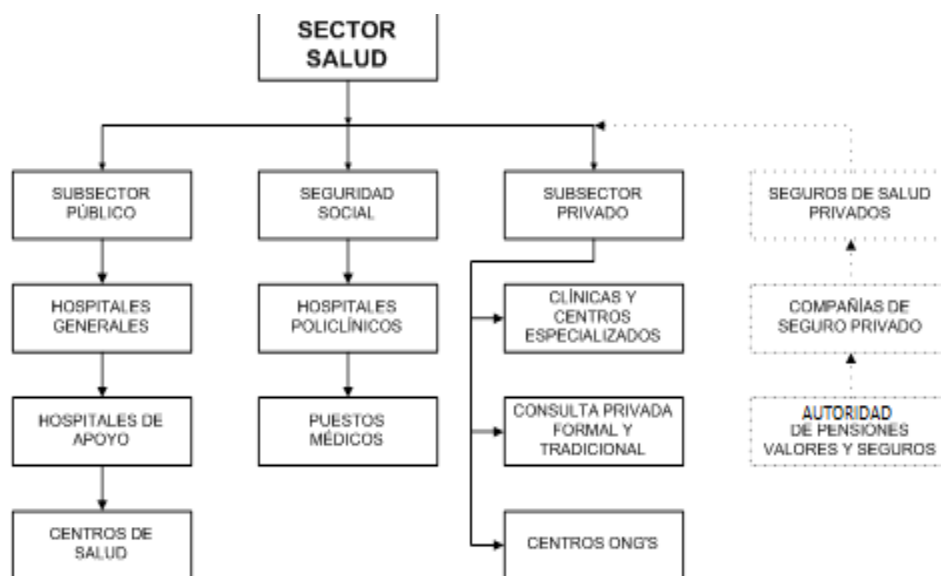 SECTOR
SALUD
SUBSECTOR
PÚBLICO
SEGURIDAD
SOCIAL
SUBSECTOR
PRIVADO
SEGUROS DE SALUD
PRIVADOS
HOSPITALES
GENERALES
HOSPITALES
POLICLÍNICOS
CLÍNICAS Y
CENTROS
ESPECIALIZADOS
COMPAÑÍAS DE
SEGURO PRIVADO
HOSPITALES DE
APOYO
PUESTOS
MÉDICOS
CONSULTA PRIVADA
FORMAL Y
TRADICIONAL
AUTORIDAD
DE PENSIONES
VALORES Y SEGUROS
CENTROS DE
SALUD
CENTROS ONG'S